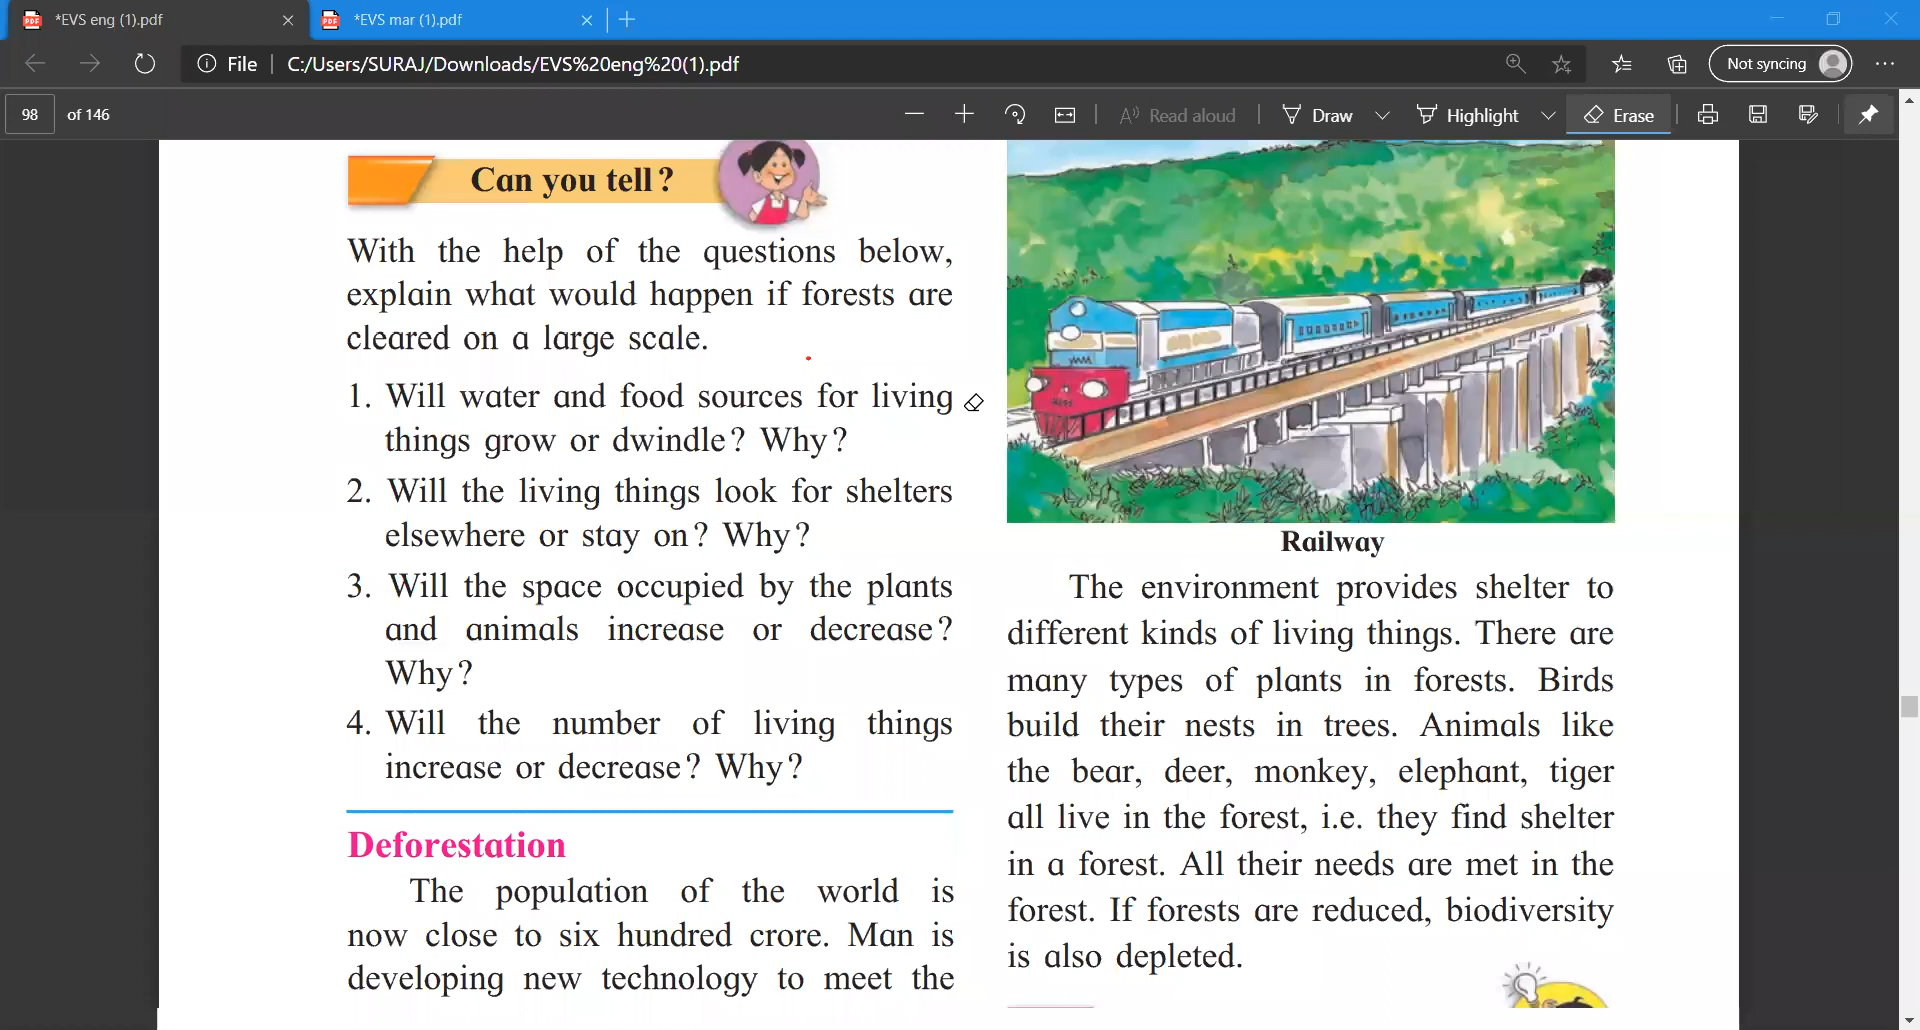 *EVS eng (1).pdf
*EVS mar (1).pdf
File
C:/Users/SURAJ/Downloads/EVS%20eng%20(1).pdf
Not syncing
98 of 146
Read aloud
Draw
Highlight
Erase
Can you tell?
With the help of the questions below,
explain what would happen if forests are
cleared on a large scale.
1. Will water and food sources for living
things grow or dwindle? Why?
2. Will the living things look for shelters
elsewhere or stay on? Why?
3. Will the space occupied by the plants
and animals increase or decrease?
Why?
4. Will the number of living things
increase or decrease? Why?
Deforestation
The population of the world is
now close to six hundred crore. Man is
developing new technology to meet the
Railway
The environment provides shelter to
different kinds of living things. There are
many types of plants in forests. Birds
build their nests in trees. Animals like
the bear, deer, monkey, elephant, tiger
all live in the forest, i.e. they find shelter
in a forest. All their needs are met in the
forest. If forests are reduced, biodiversity
is also depleted.